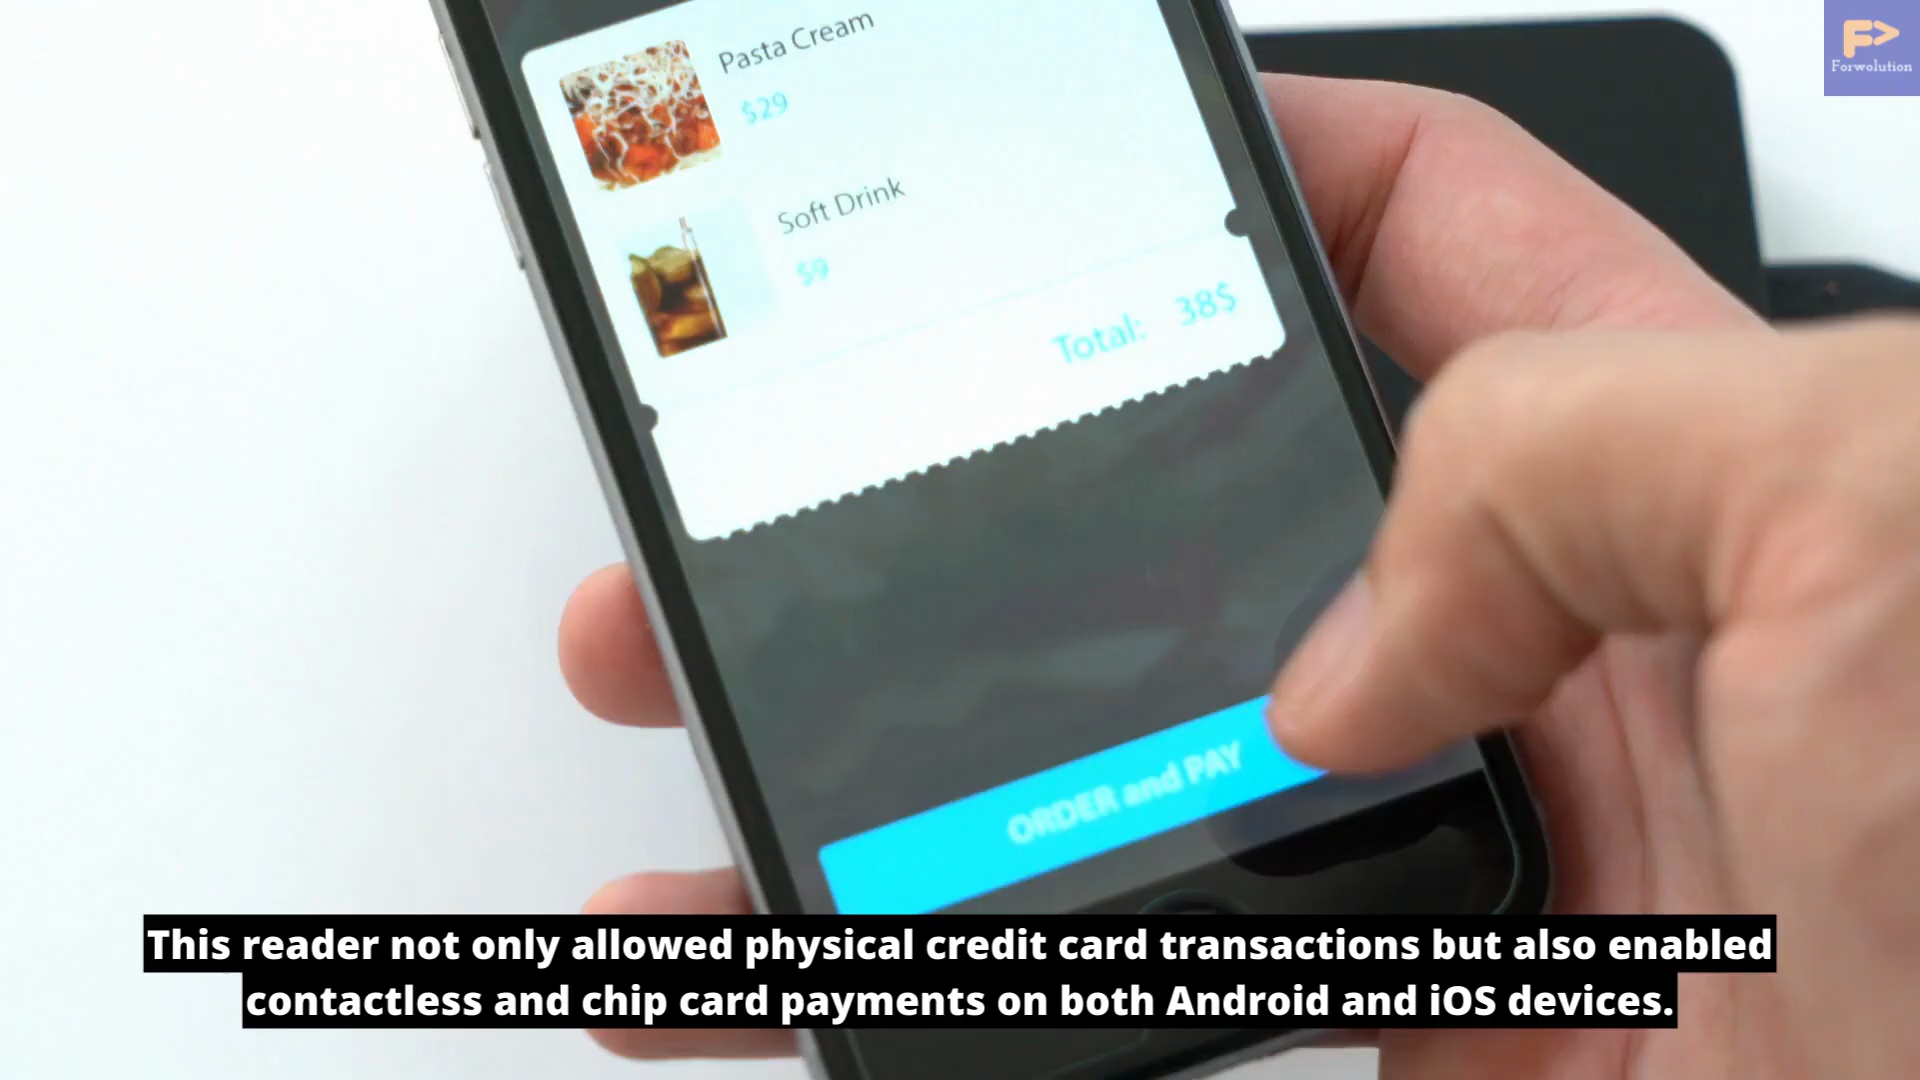 Forwolution
Pasta Cream
$29
Soft Drink
$9
Total: 38$
ORDER and PAY
This reader not only allowed physical credit card transactions but also enabled
contactless and chip card payments on both Android and iOS devices.